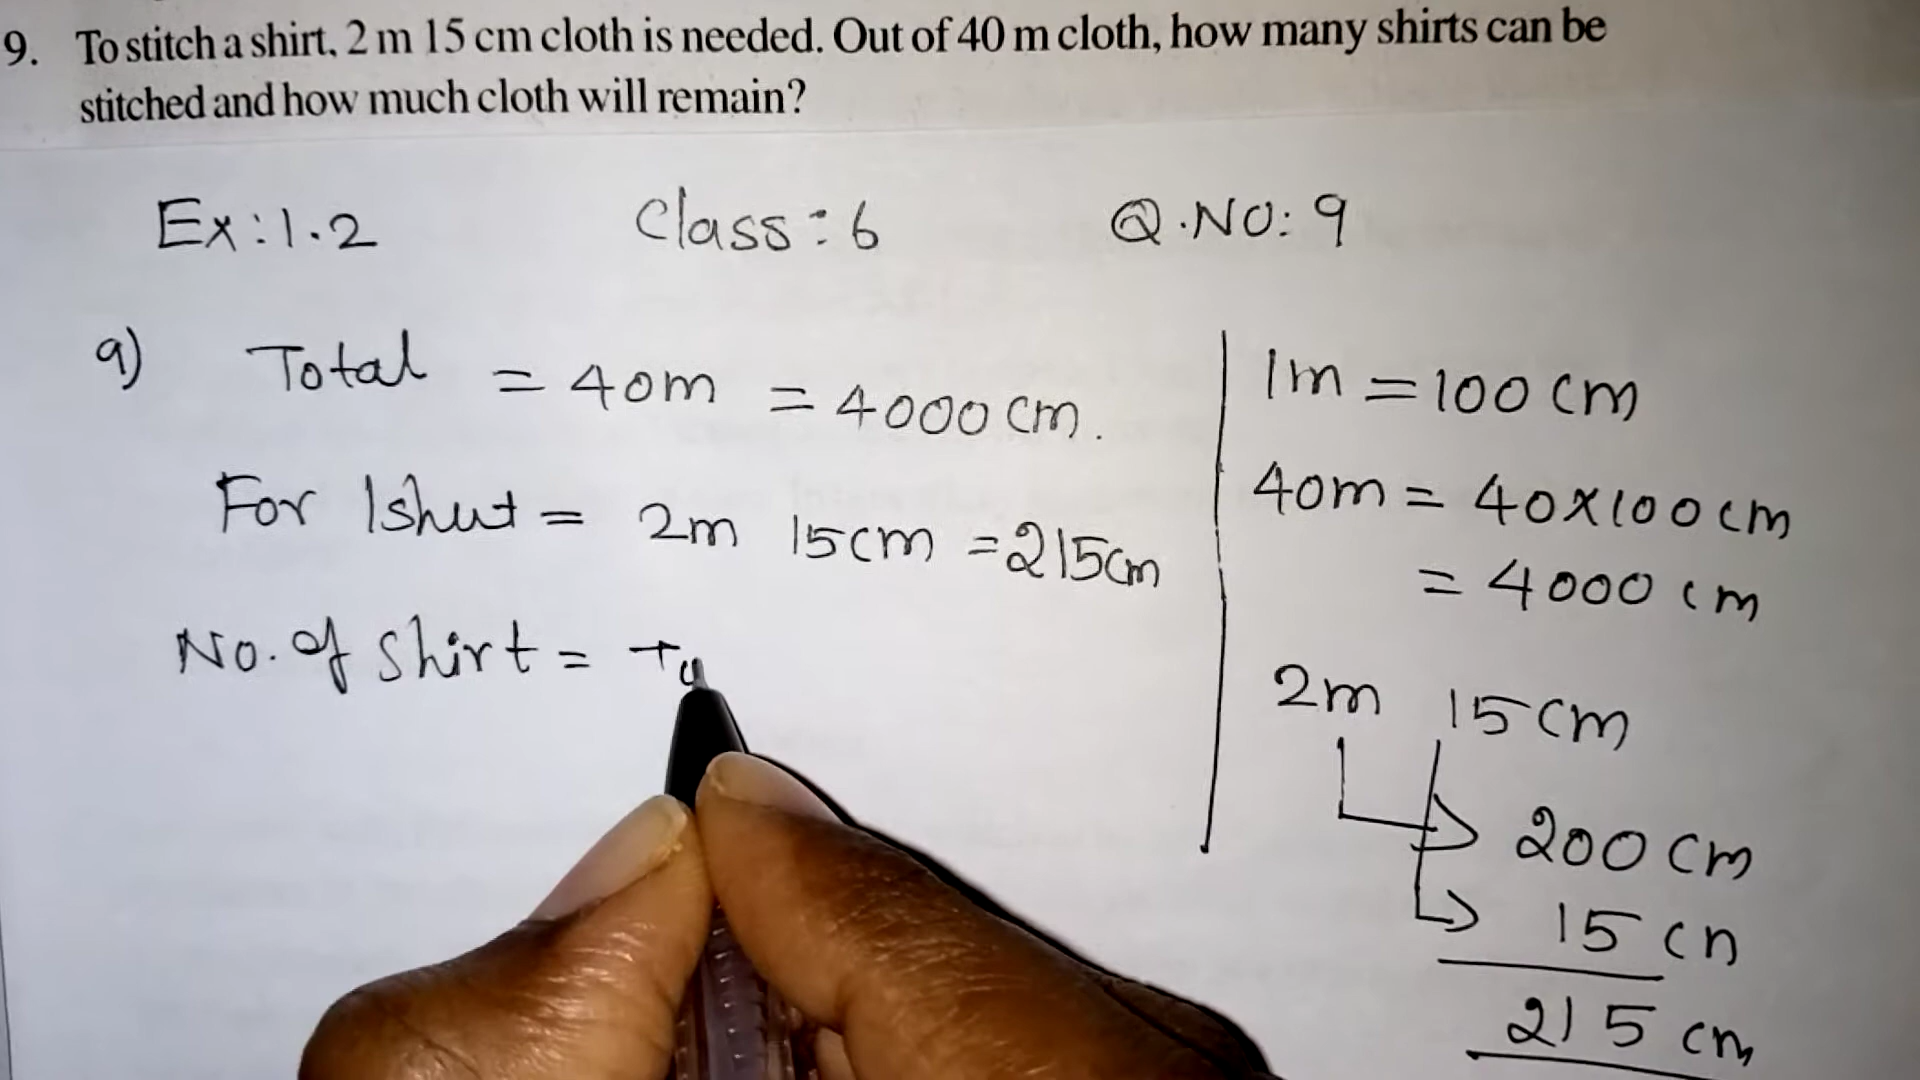 9. To stitch a shirt, 2 m 15 cm cloth is needed. Out of 40 m cloth, how many shirts can be
stitched and how much cloth will remain?
Ex:1.2 Class:6 Q.NO:9
9) Total = 40m = 4000 cm.
For 1 shirt = 2m 15cm = 215cm
No. of shirt =
1m = 100 cm
40m = 40×100 cm
= 4000 cm
2m 15cm
200 cm
15 cm
215 cm